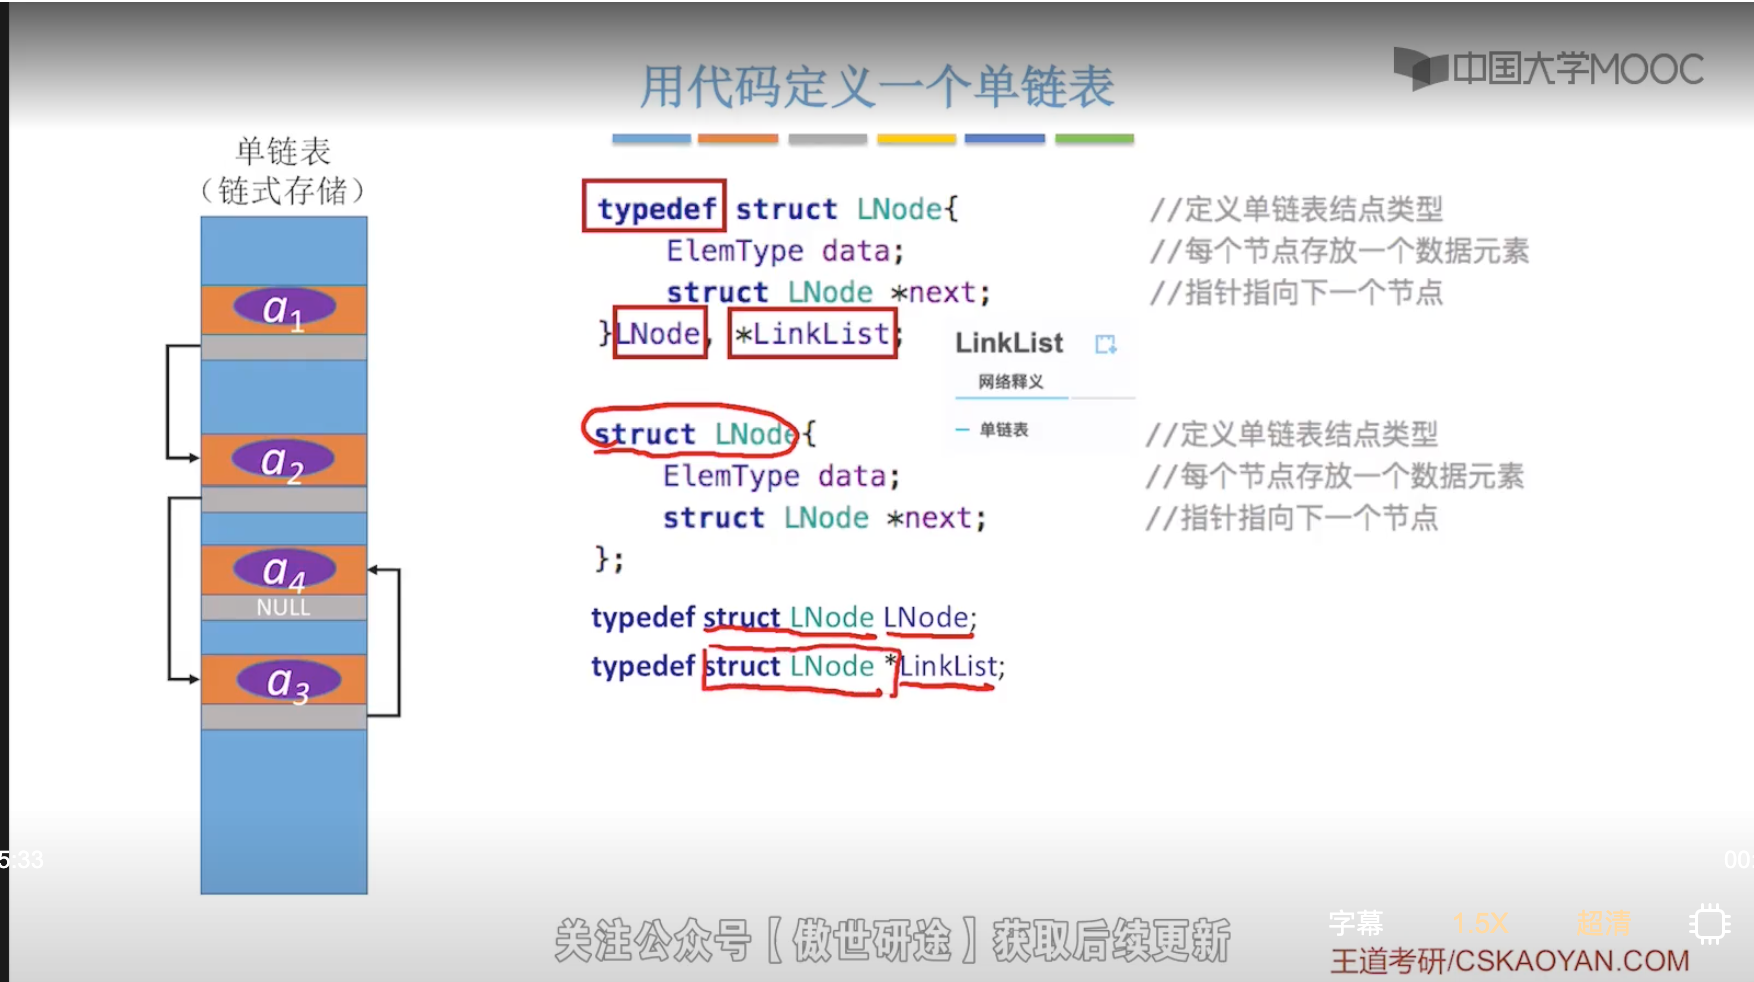 中国大学MOOC
用代码定义一个单链表
单链表
（链式存储）
a1
a2
a4
NULL
a3
typedef struct LNode{ //定义单链表结点类型
ElemType data; //每个节点存放一个数据元素
struct LNode *next; //指针指向下一个节点
}LNode, *LinkList;
LinkList
网络释义
单链表
struct LNode{ //定义单链表结点类型
ElemType data; //每个节点存放一个数据元素
struct LNode *next; //指针指向下一个节点
};
typedef struct LNode LNode;
typedef struct LNode *LinkList;
5:33
00:
关注公众号【傲世研途】获取后续更新
字幕 1.5X 超清
王道考研/CSKAOYAN.COM